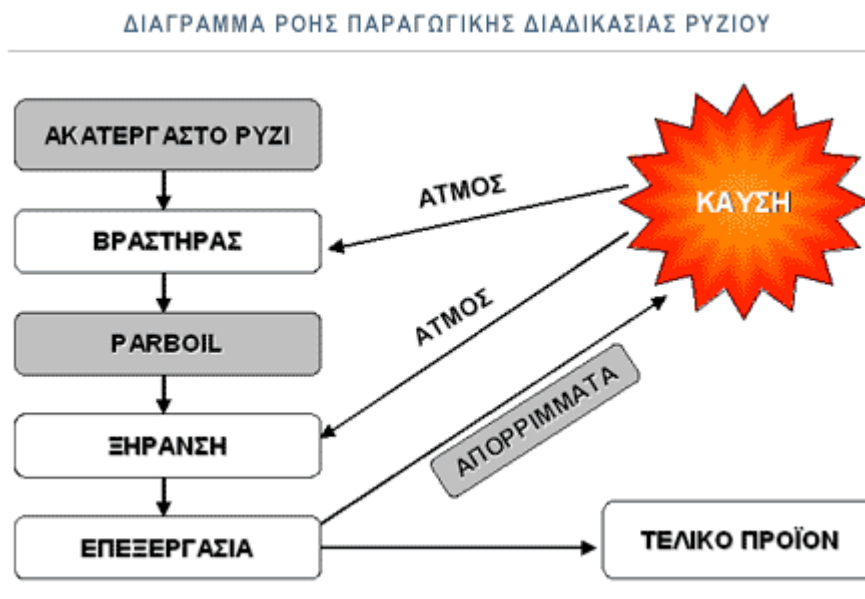 ΔΙΑΓΡΑΜΜΑ ΡΟΗΣ ΠΑΡΑΓΩΓΙΚΗΣ ΔΙΑΔΙΚΑΣΙΑΣ ΡΥΖΙΟΥ
ΑΚΑΤΕΡΓΑΣΤΟ ΡΥΖΙ
ΑΤΜΟΣ
ΚΑΥΣΗ
ΒΡΑΣΤΗΡΑΣ
ΑΤΜΟΣ
PARBOIL
ΑΠΟΡΡΙΜΜΑΤΑ
ΞΗΡΑΝΣΗ
ΕΠΕΞΕΡΓΑΣΙΑ
ΤΕΛΙΚΟ ΠΡΟΪΟΝ